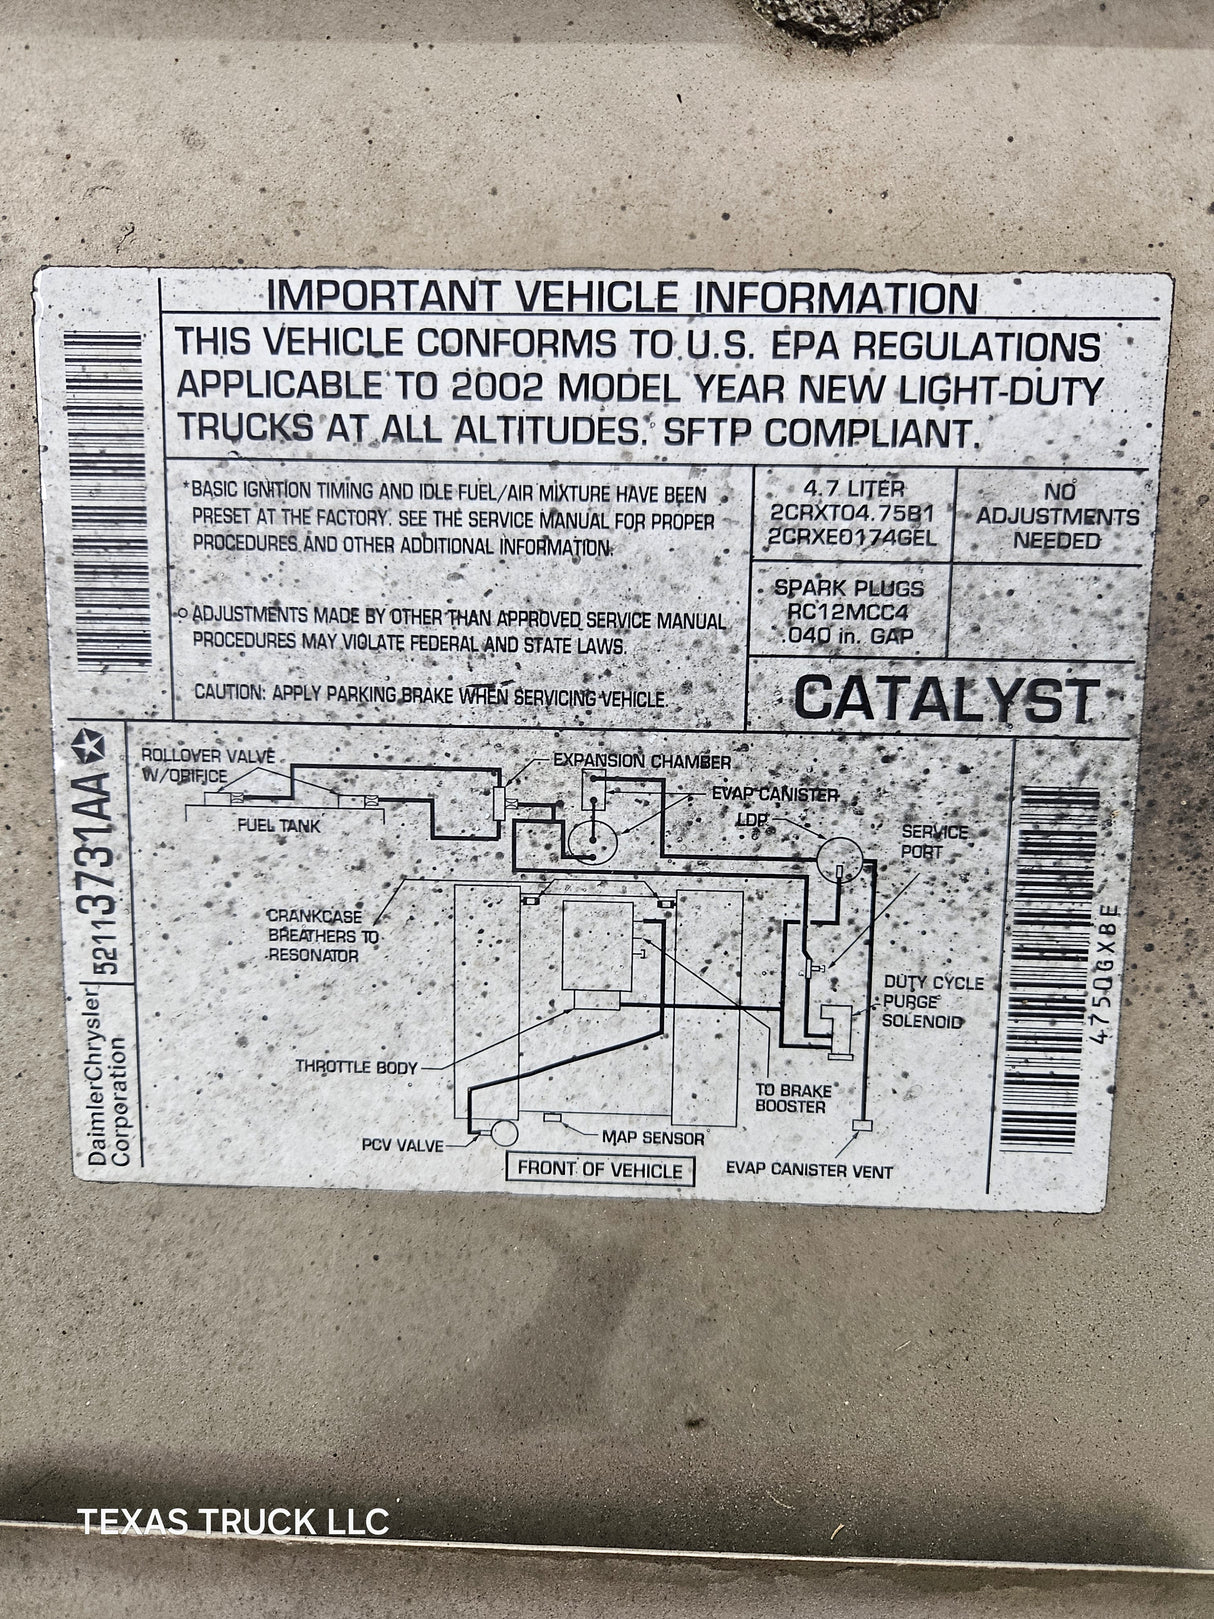 IMPORTANT VEHICLE INFORMATION
THIS VEHICLE CONFORMS TO U.S. EPA REGULATIONS
APPLICABLE TO 2002 MODEL YEAR NEW LIGHT-DUTY
TRUCKS AT ALL ALTITUDES. SFTP COMPLIANT.
*BASIC IGNITION TIMING AND IDLE FUEL/AIR MIXTURE HAVE BEEN
PRESET AT THE FACTORY. SEE THE SERVICE MANUAL FOR PROPER
PROCEDURES AND OTHER ADDITIONAL INFORMATION.
○ ADJUSTMENTS MADE BY OTHER THAN APPROVED SERVICE MANUAL
PROCEDURES MAY VIOLATE FEDERAL AND STATE LAWS.
CAUTION: APPLY PARKING BRAKE WHEN SERVICING VEHICLE.
4.7 LITER
2CRXT04.75B1
2CRXE0174GEL
NO
ADJUSTMENTS
NEEDED
SPARK PLUGS
RC12MCC4
.040 in. GAP
CATALYST
DaimlerChrysler
Corporation
52113731AA
ROLLOVER VALVE
W/ORIFICE
FUEL TANK
EXPANSION CHAMBER
EVAP CANISTER
LDP
SERVICE
PORT
CRANKCASE
BREATHERS TO
RESONATOR
DUTY CYCLE
PURGE
SOLENOID
THROTTLE BODY
TO BRAKE
BOOSTER
PCV VALVE
MAP SENSOR
FRONT OF VEHICLE
EVAP CANISTER VENT
4750GXBE
TEXAS TRUCK LLC